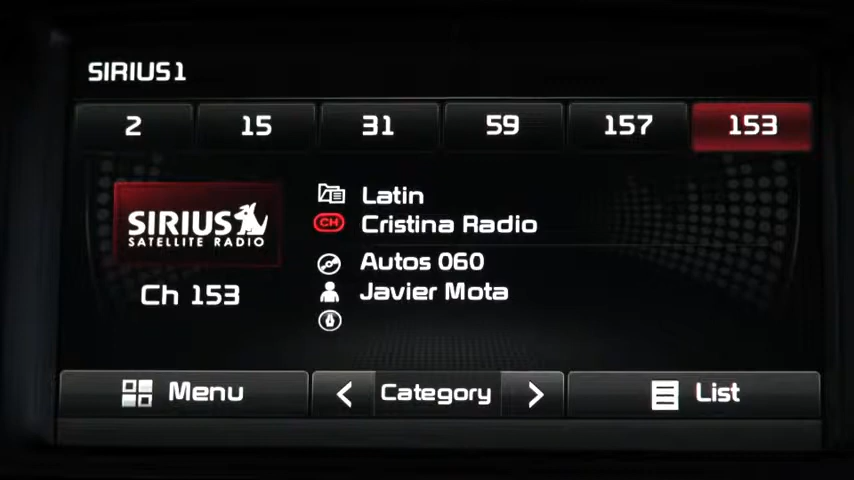 SIRIUS1
2 15 31 59 157 153
SIRIUS
SATELLITE RADIO
Ch 153
Latin
CH Cristina Radio
Autos 060
Javier Mota
Menu < Category > List